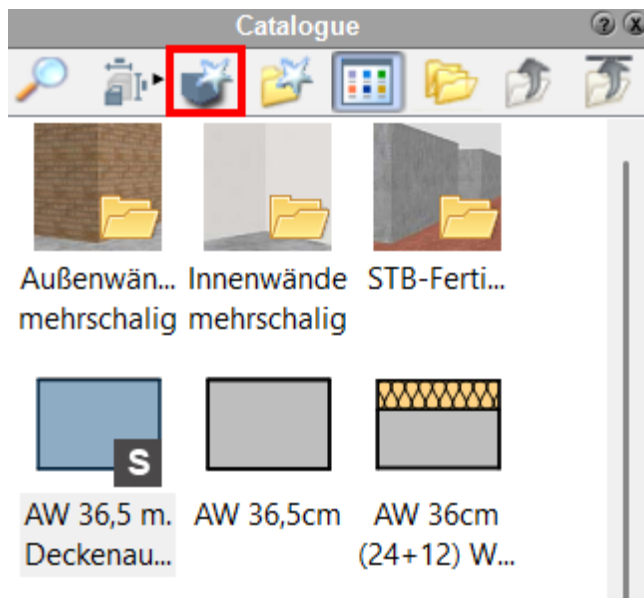 Catalogue
Außenwän... Innenwände STB-Ferti...
mehrschalig mehrschalig
S
AW 36,5 m. AW 36,5cm AW 36cm
Deckenau... (24+12) W...